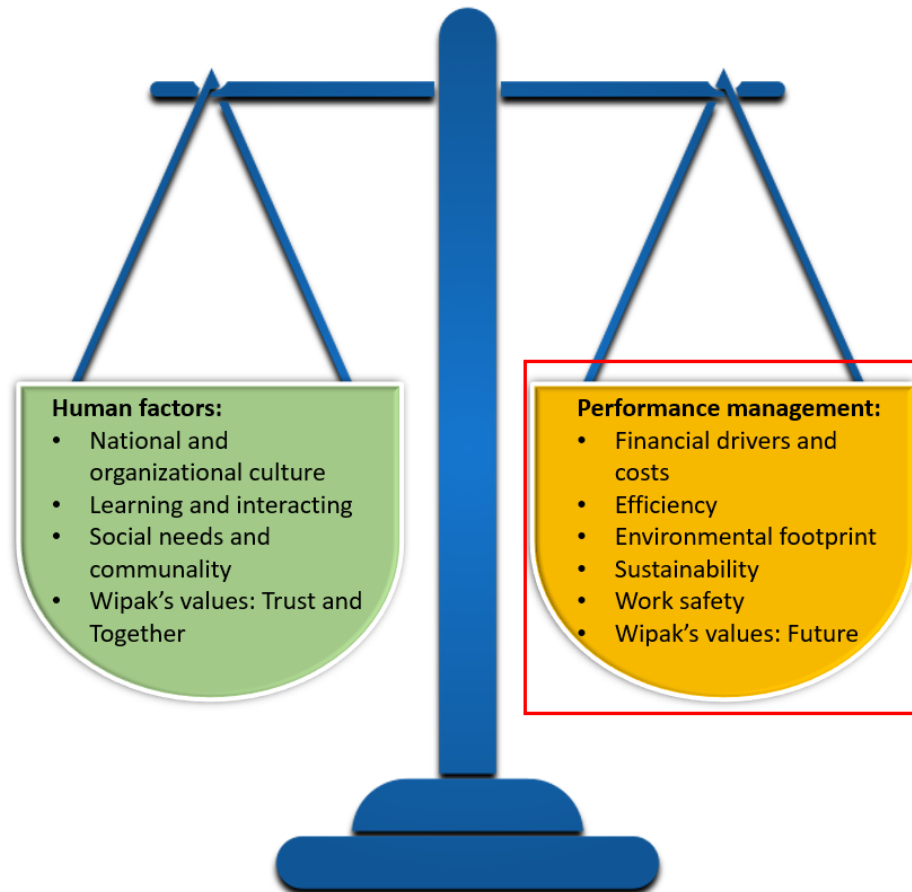 Human factors:
• National and
organizational culture
• Learning and interacting
• Social needs and
communality
• Wipak's values: Trust and
Together
Performance management:
• Financial drivers and
costs
• Efficiency
• Environmental footprint
• Sustainability
• Work safety
• Wipak's values: Future